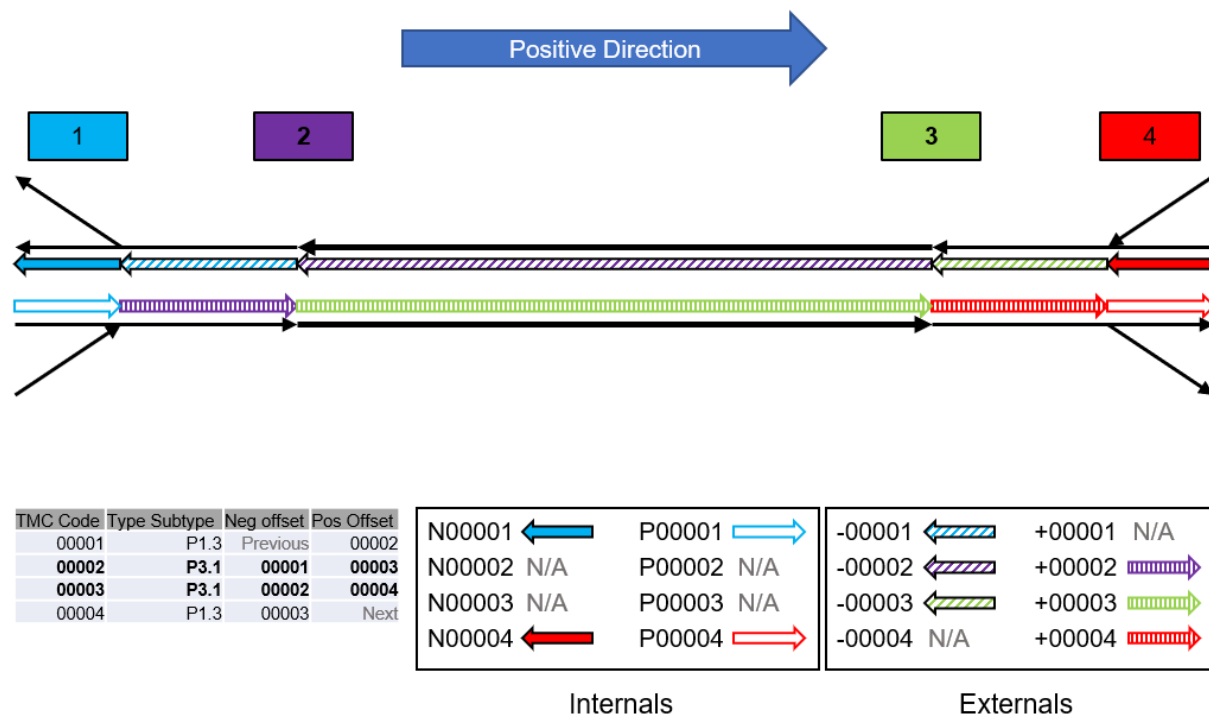 Positive Direction
1 2 3 4
TMC Code Type Subtype Neg offset Pos Offset
00001 P1.3 Previous 00002
00002 P3.1 00001 00003
00003 P3.1 00002 00004
00004 P1.3 00003 Next
N00001 P00001
N00002 N/A P00002 N/A
N00003 N/A P00003 N/A
N00004 P00004
Internals
-00001 +00001 N/A
-00002 +00002
-00003 +00003
-00004 N/A +00004
Externals